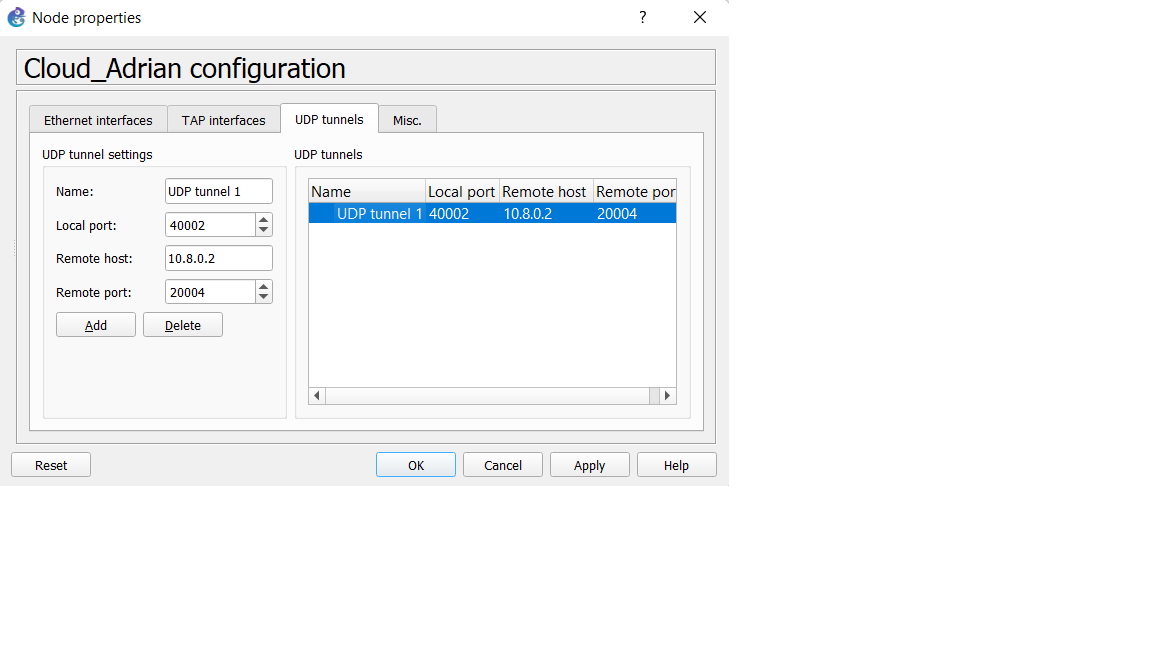 Node properties
?
Cloud_Adrian configuration
Ethernet interfaces TAP interfaces UDP tunnels Misc.
UDP tunnel settings
Name: UDP tunnel 1
Local port: 40002
Remote host: 10.8.0.2
Remote port: 20004
Add Delete
UDP tunnels
Name Local port Remote host Remote por
UDP tunnel 1 40002 10.8.0.2 20004
Reset OK Cancel Apply Help